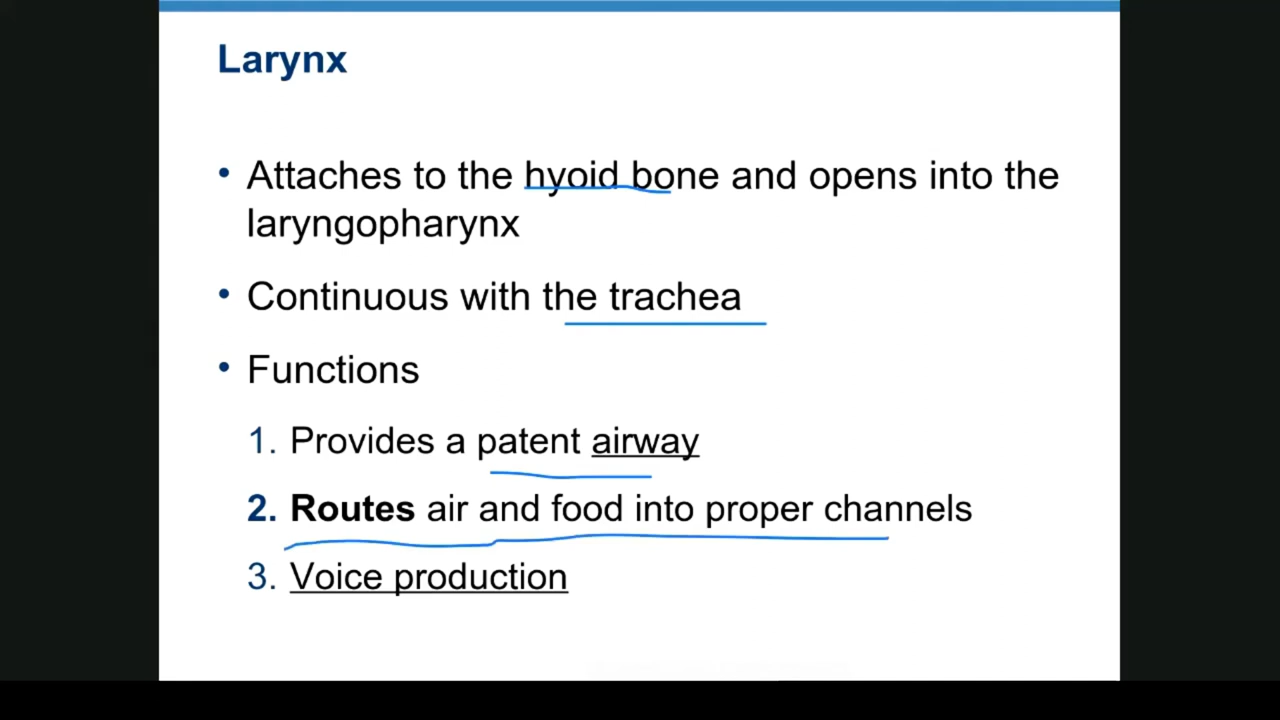 Larynx
• Attaches to the hyoid bone and opens into the
laryngopharynx
• Continuous with the trachea
• Functions
1. Provides a patent airway
2. Routes air and food into proper channels
3. Voice production